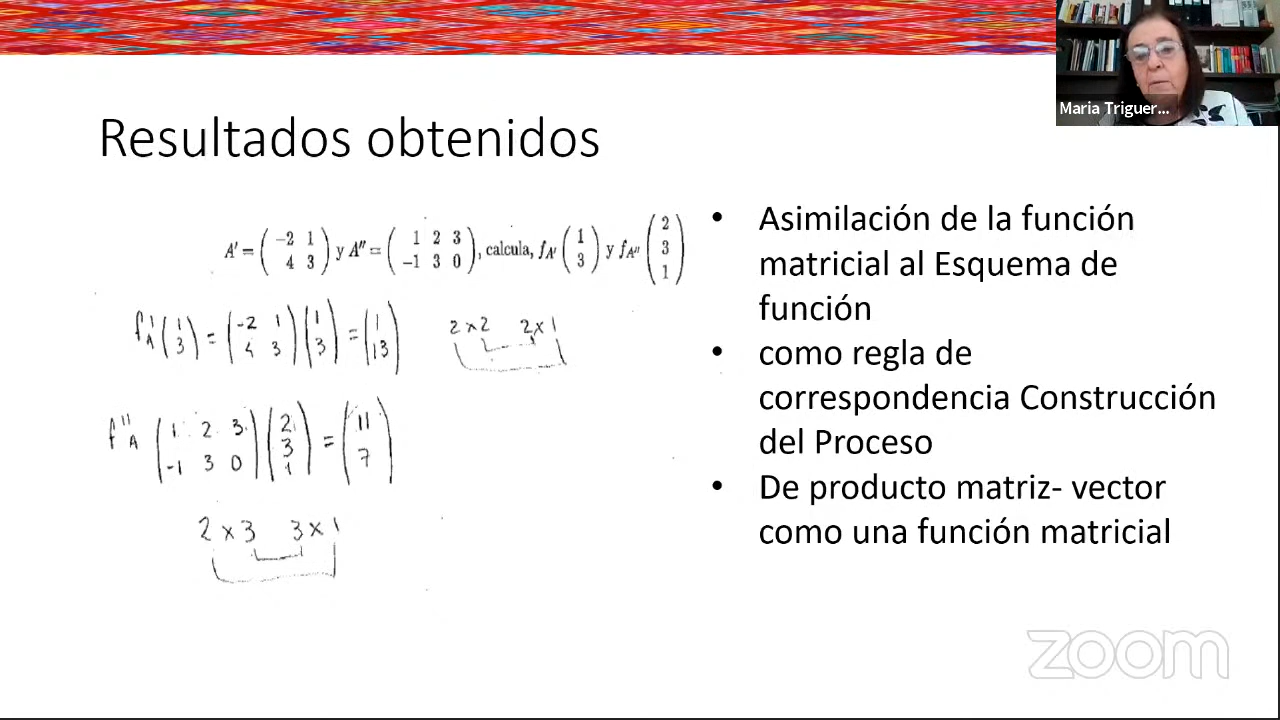 Maria Triguer...
Resultados obtenidos
A' = ( -2 1 / 4 3 ) y A'' = ( 1 2 3 / -1 3 0 ), calcula, f_A' ( 1 / 3 ) y f_A'' ( 2 / 3 / 1 )
f'_A ( 1 / 3 ) = ( -2 1 / 4 3 ) ( 1 / 3 ) = ( 1 / 13 )
2 x 2 2 x 1
f''_A ( 1 2 3 / -1 3 0 ) ( 2 / 3 / 1 ) = ( 11 / 7 )
2 x 3 3 x 1
• Asimilación de la función
matricial al Esquema de
función
• como regla de
correspondencia Construcción
del Proceso
• De producto matriz- vector
como una función matricial
zoom